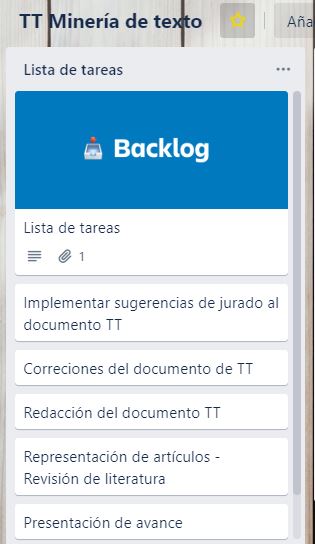 TT Minería de texto
Aña
Lista de tareas
Backlog
Lista de tareas
1
Implementar sugerencias de jurado al
documento TT
Correciones del documento de TT
Redacción del documento TT
Representación de artículos -
Revisión de literatura
Presentación de avance